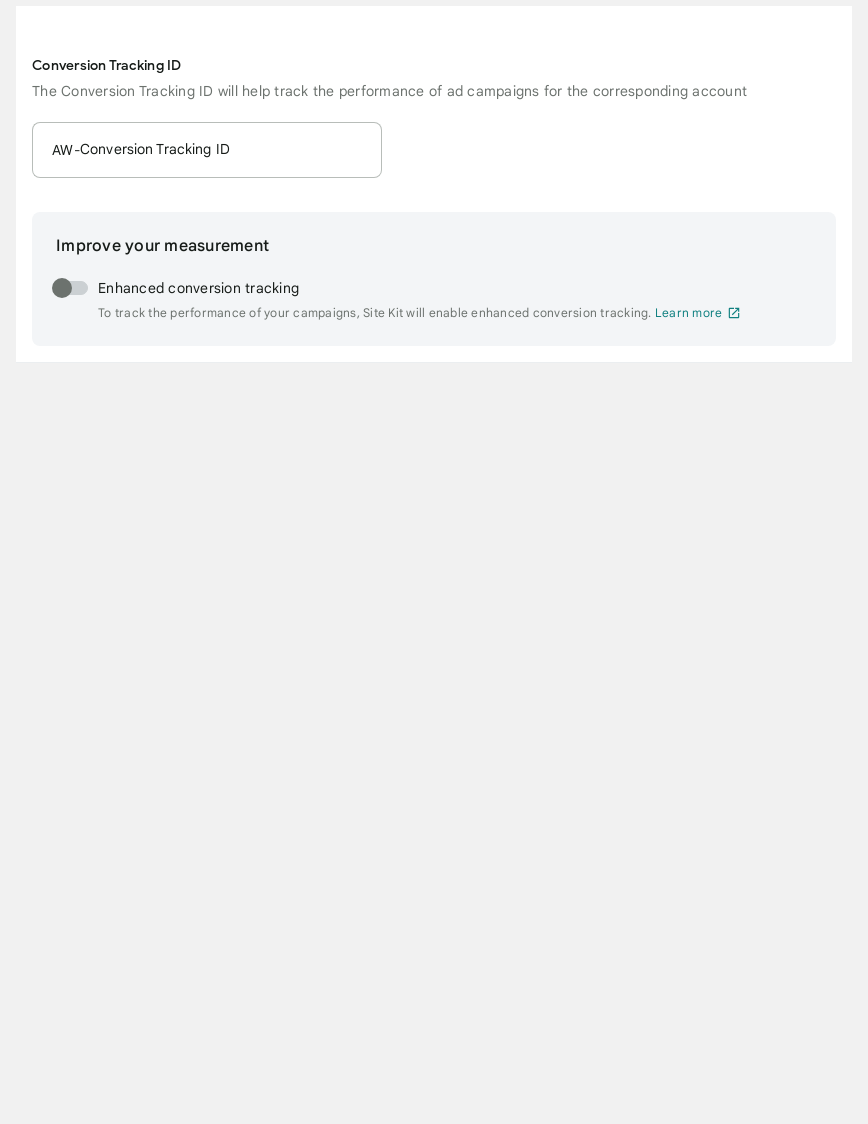 Conversion Tracking ID
The Conversion Tracking ID will help track the performance of ad campaigns for the corresponding account
AW-Conversion Tracking ID
Improve your measurement
Enhanced conversion tracking
To track the performance of your campaigns, Site Kit will enable enhanced conversion tracking. Learn more